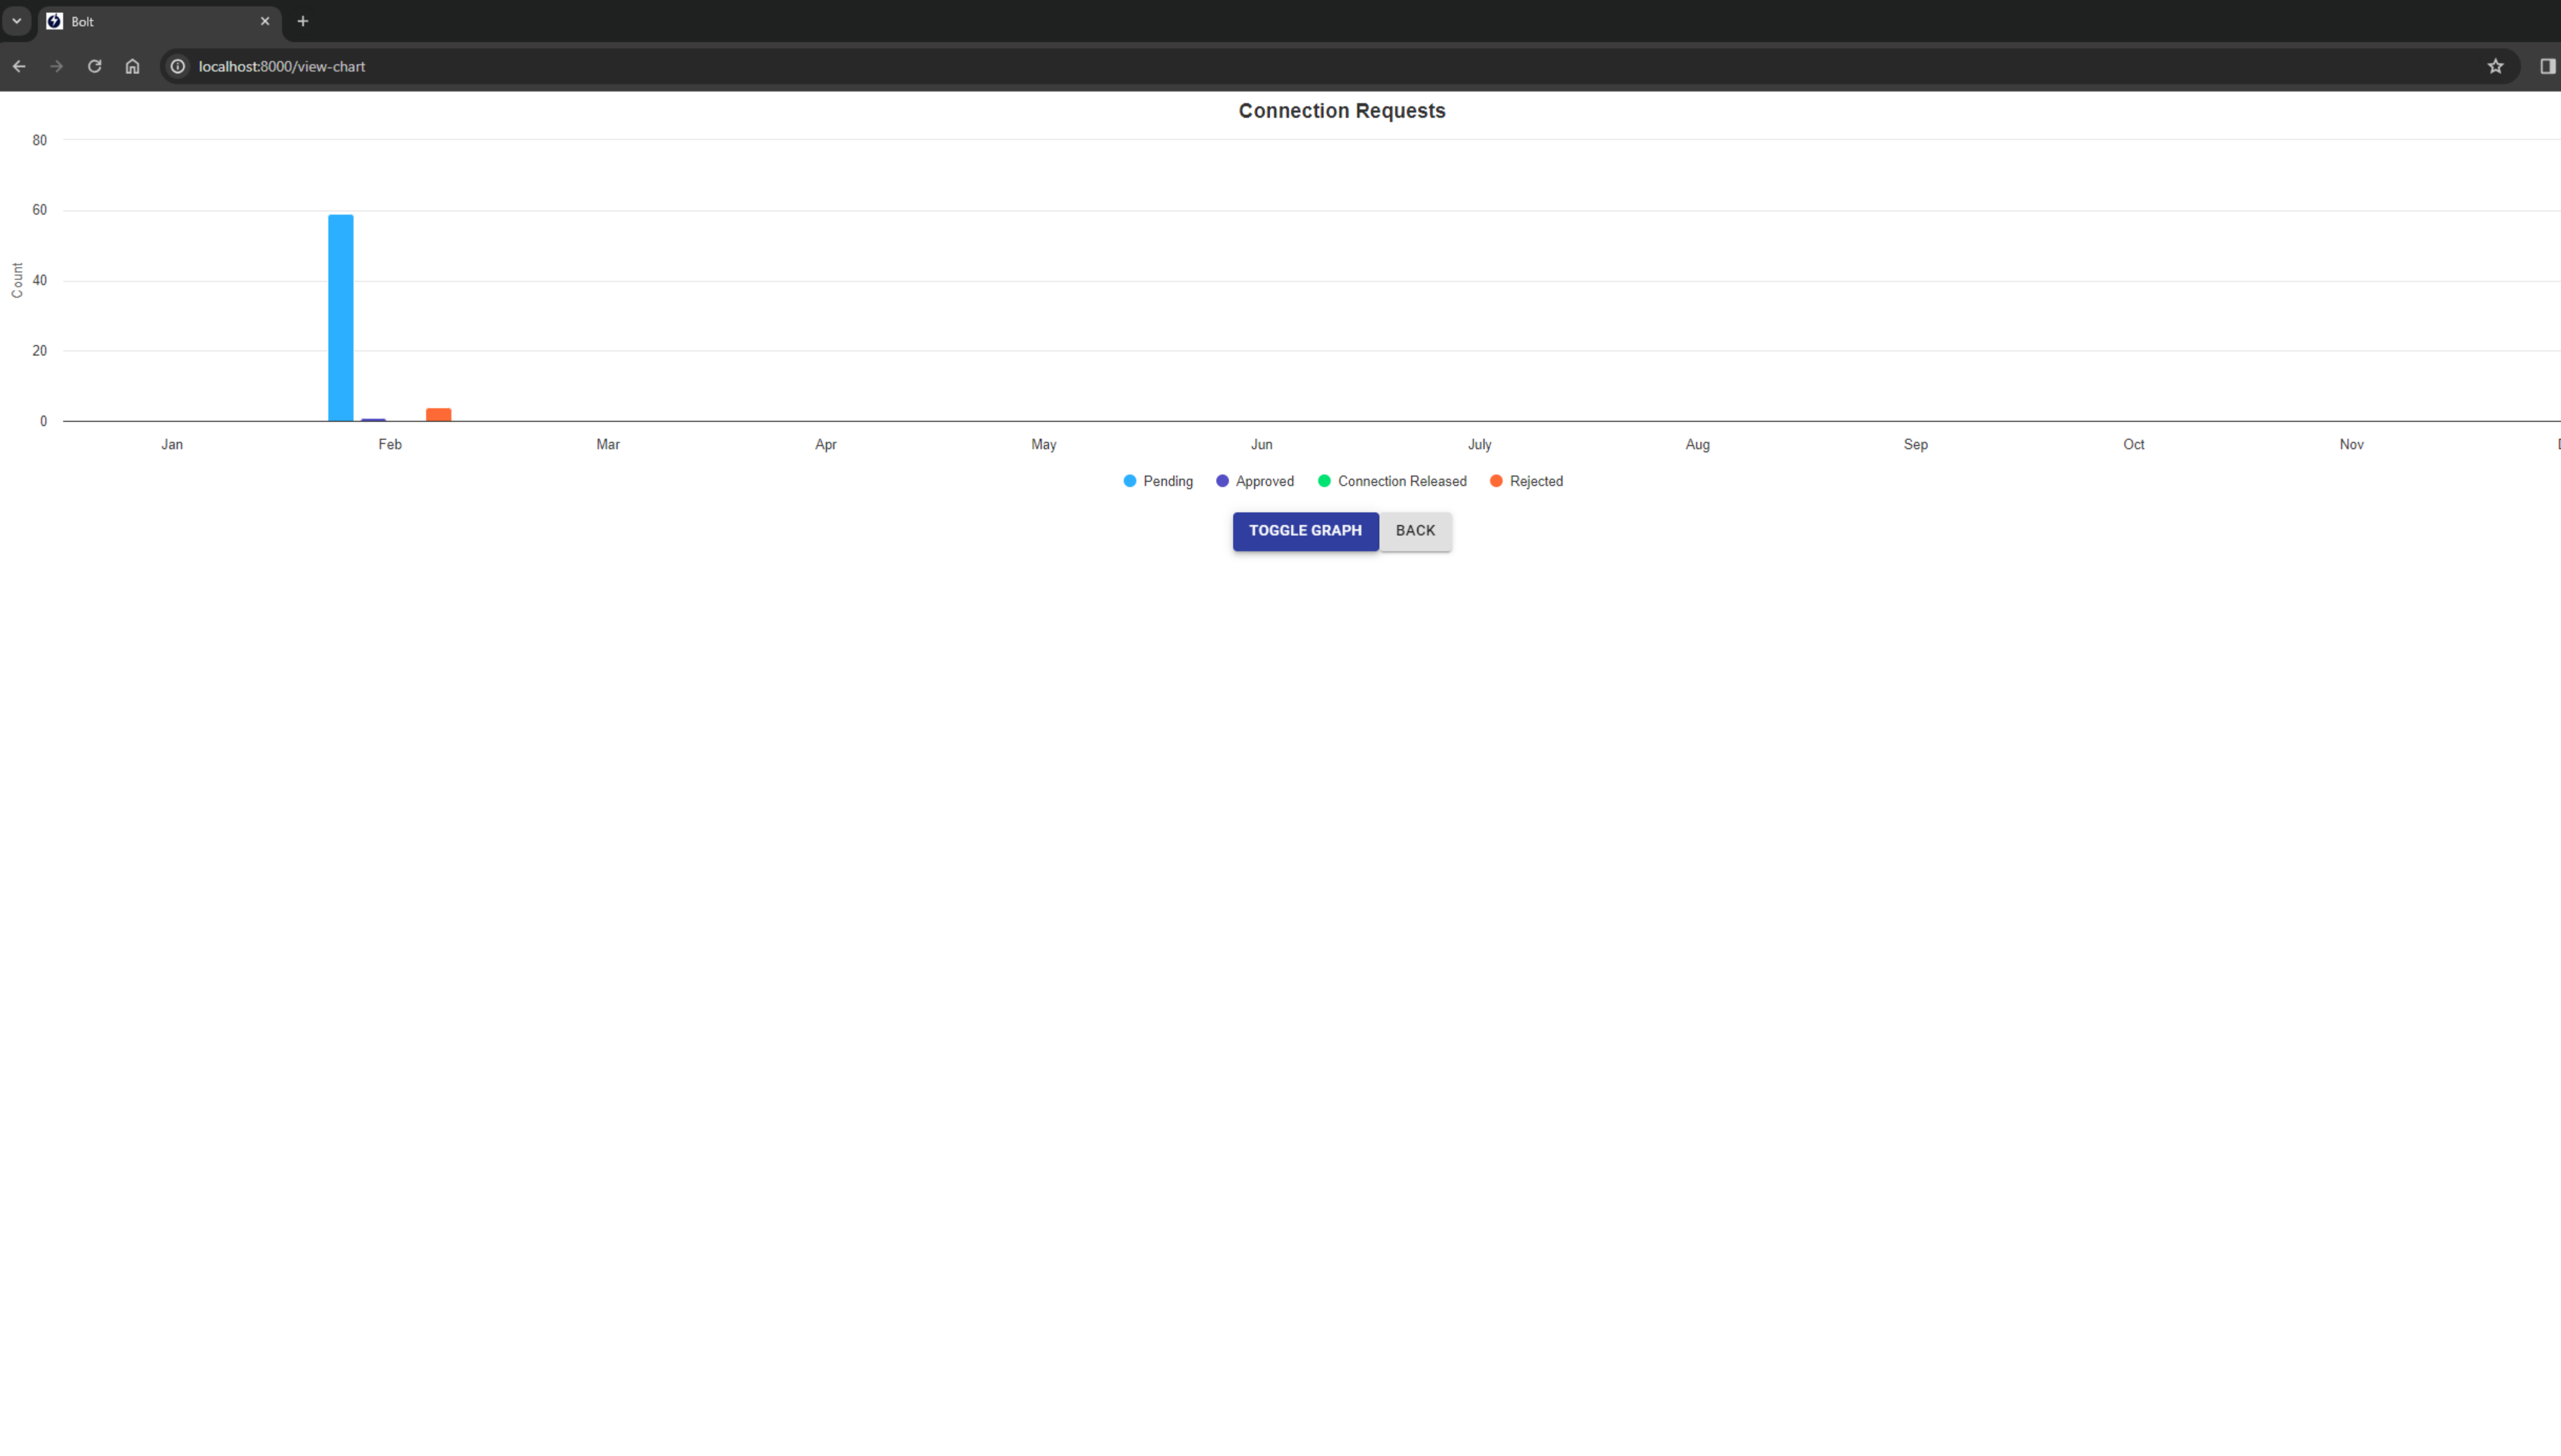 Bolt
localhost:8000/view-chart
Connection Requests
80
60
40
20
0
Count
Jan Feb Mar Apr May Jun July Aug Sep Oct Nov
Pending Approved Connection Released Rejected
TOGGLE GRAPH BACK